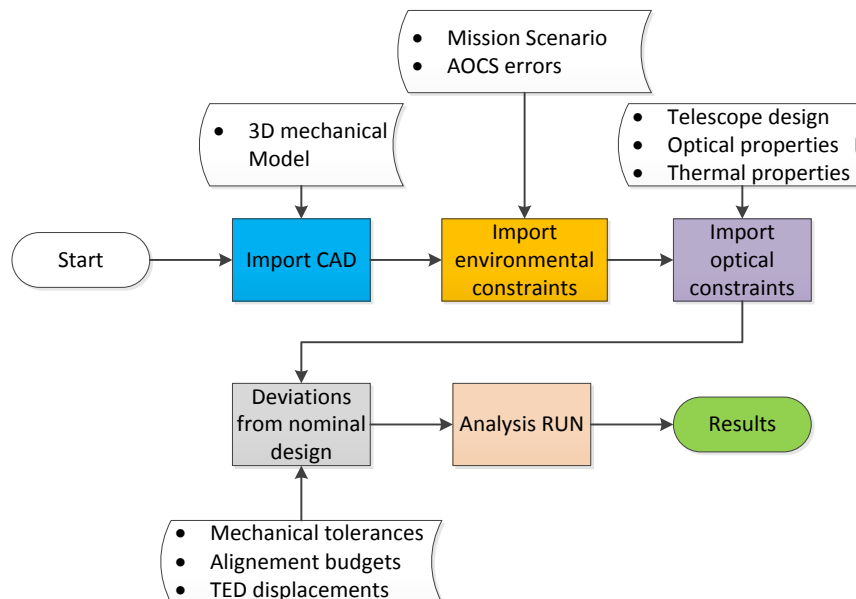 • Mission Scenario
• AOCS errors
• 3D mechanical
Model
• Telescope design
• Optical properties
• Thermal properties
Start
Import CAD
Import
environmental
constraints
Import
optical
constraints
Deviations
from nominal
design
Analysis RUN
Results
• Mechanical tolerances
• Alignement budgets
• TED displacements